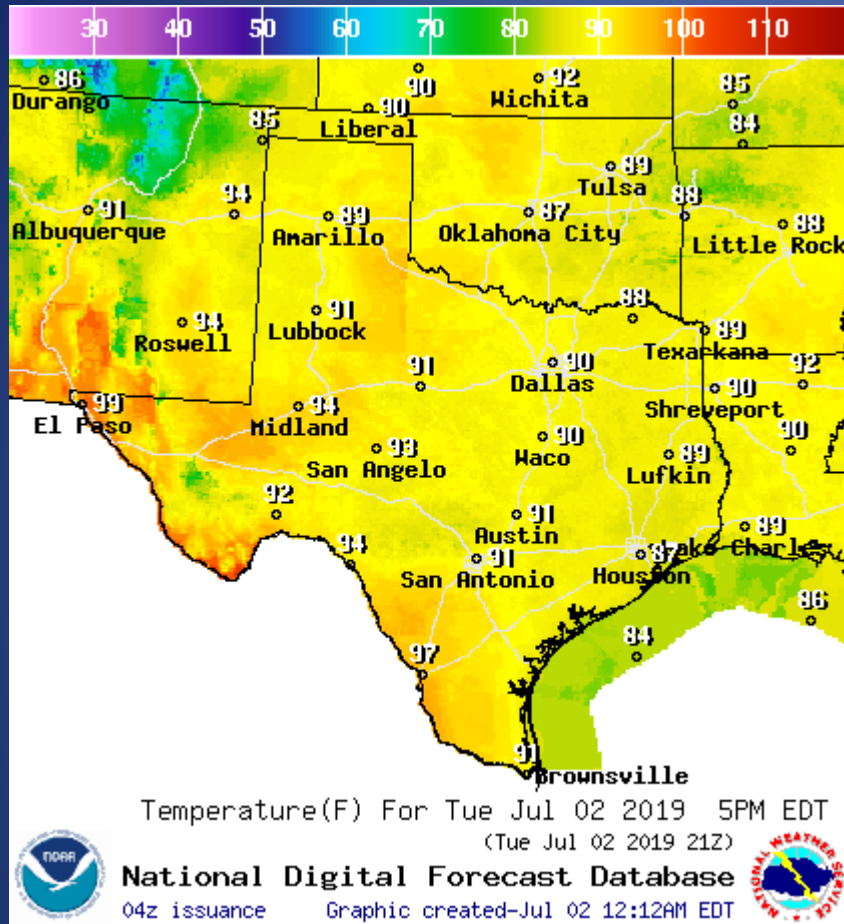 30 40 50 60 70 80 90 100 110
86
Durango
90
92
Wichita
85
90
Liberal
85
84
89
Tulsa
91
Albuquerque
94
89
Amarillo
87
Oklahoma City
88
88
Little Rock
94
Roswell
91
Lubbock
88
89
Texarkana
91
90
Dallas
92
90
Shreveport
99
El Paso
94
Midland
93
San Angelo
90
Waco
89
Lufkin
90
92
91
Austin
89
Lake Charles
94
91
San Antonio
87
Houston
86
84
97
91
Brownsville
Temperature(F) For Tue Jul 02 2019 5PM EDT
(Tue Jul 02 2019 21Z)
NOAA
National Digital Forecast Database
NATIONAL WEATHER SERVICE
04z issuance Graphic created-Jul 02 12:12AM EDT